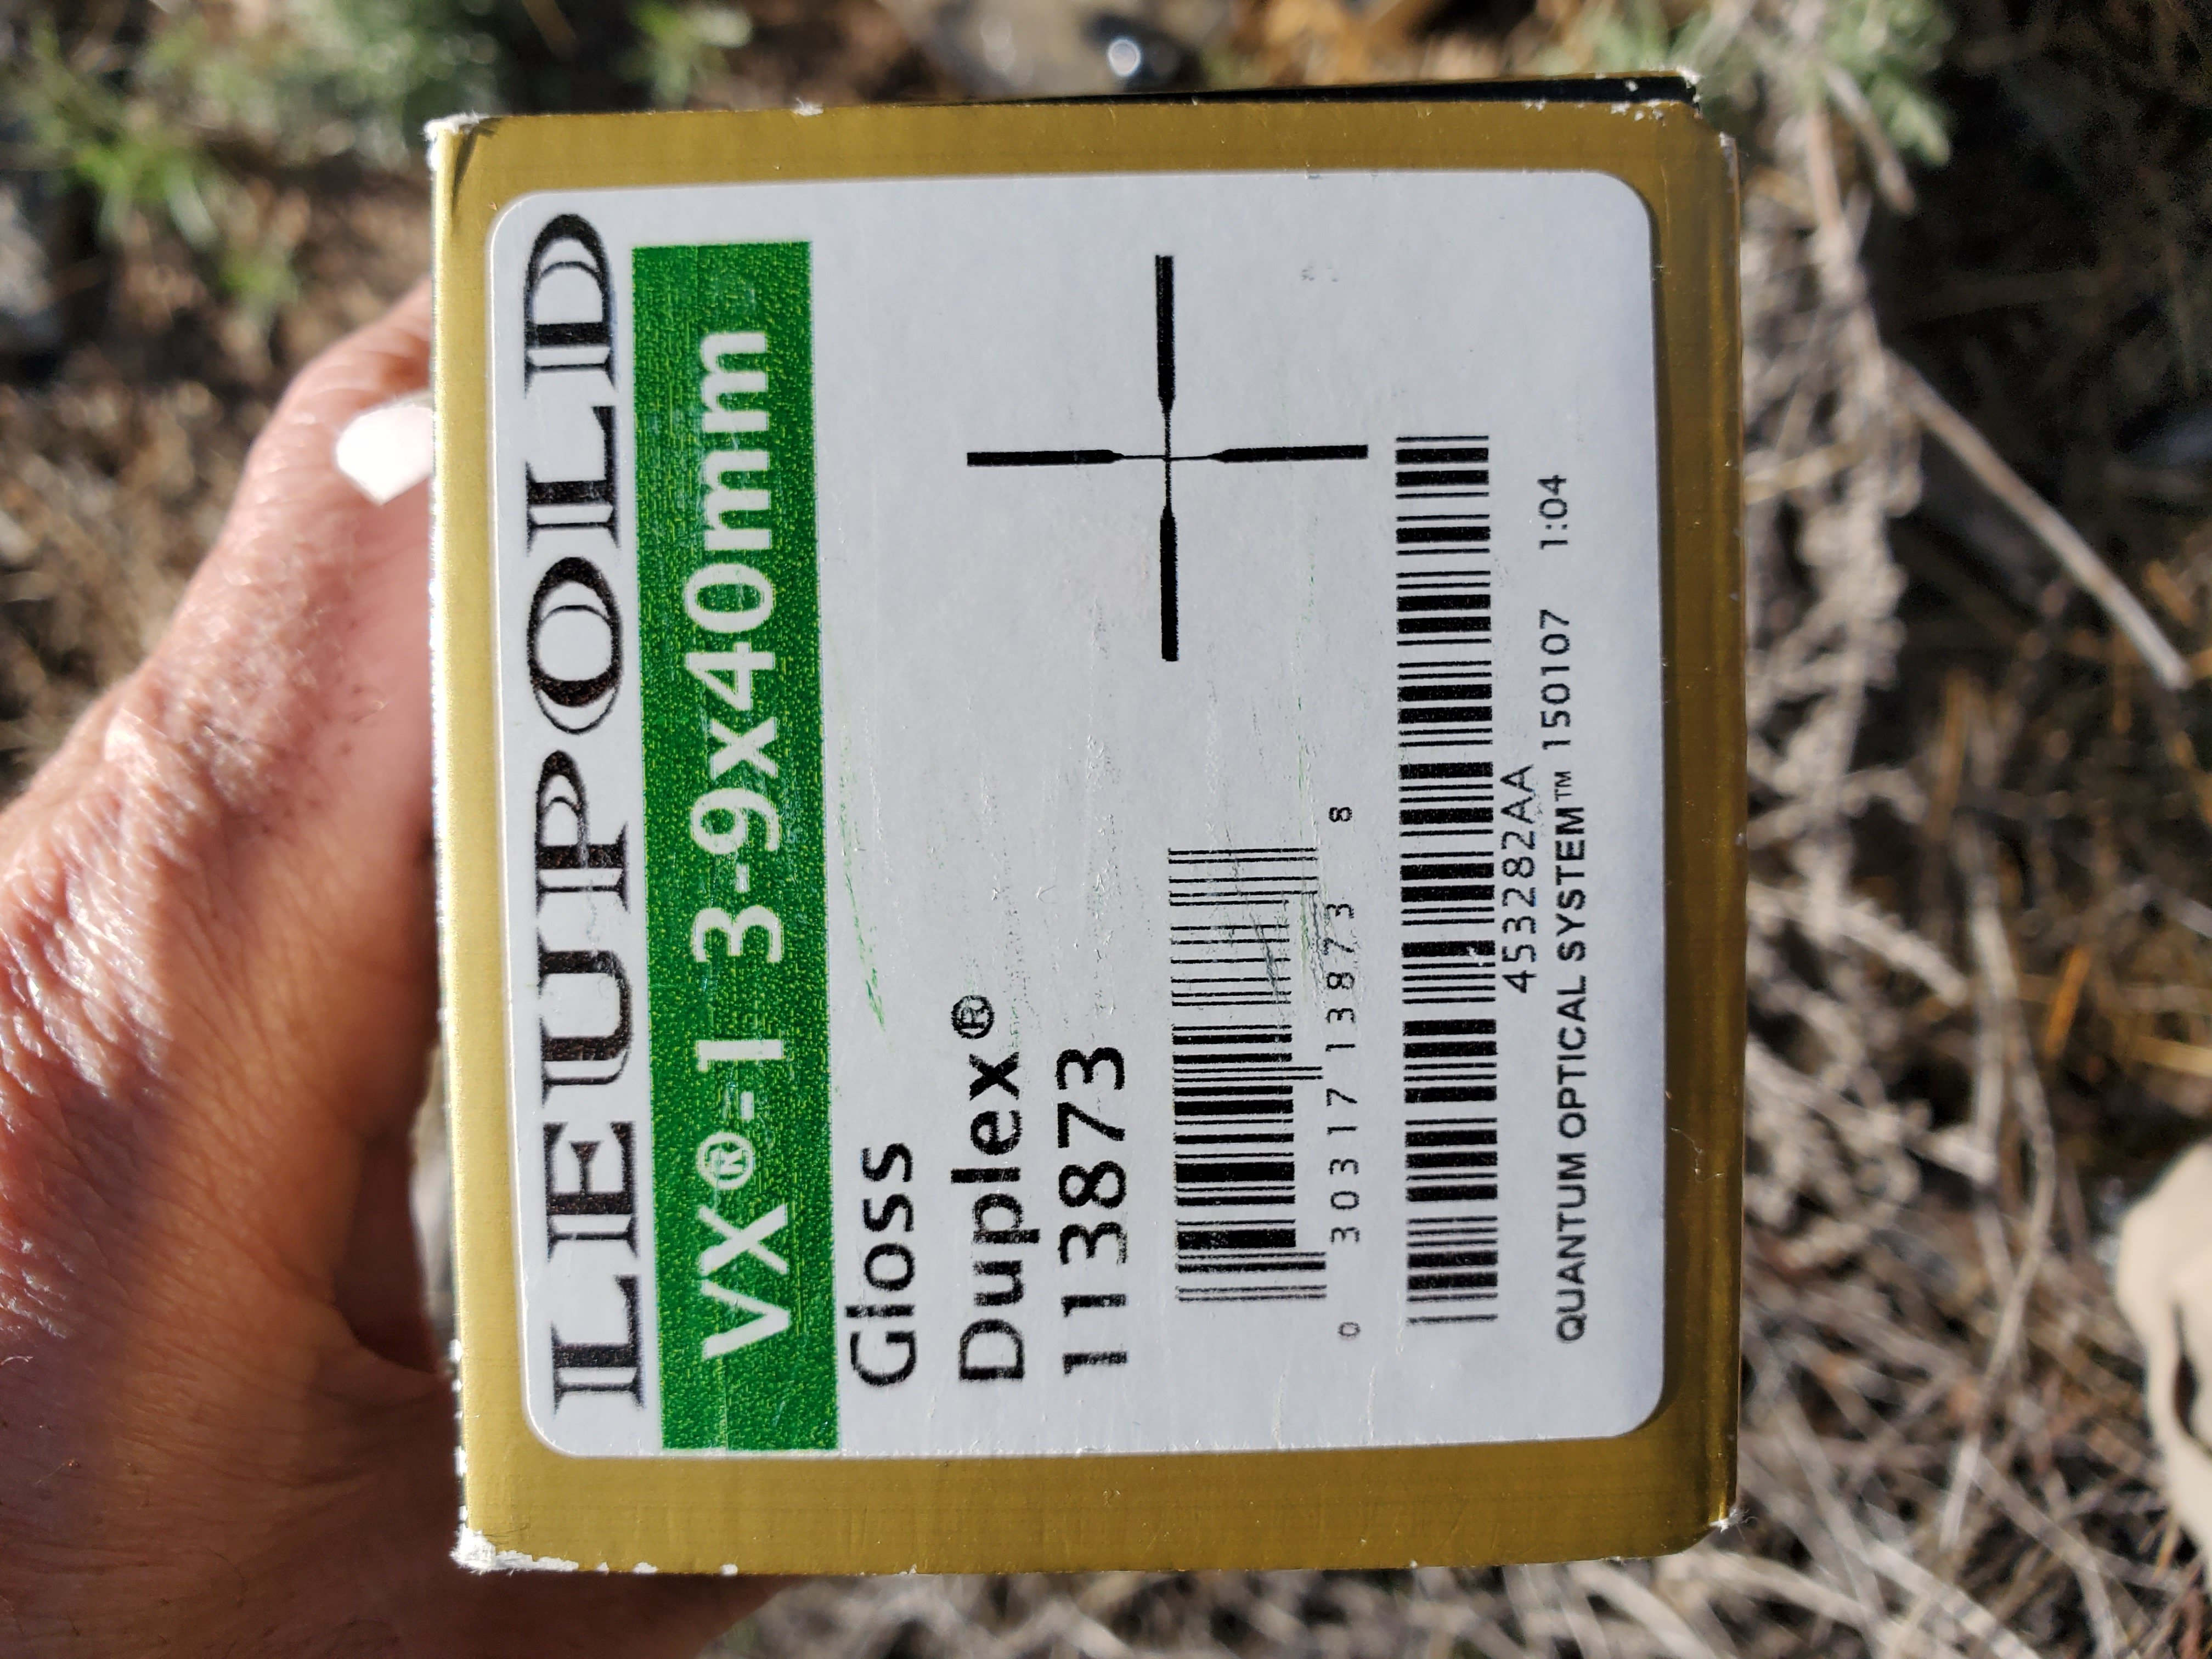 LEUPOLD
VX®-1 3-9x40mm
Gloss
Duplex®
113873
0 30317 13873 8
453282AA
QUANTUM OPTICAL SYSTEM™ 150107 1:04